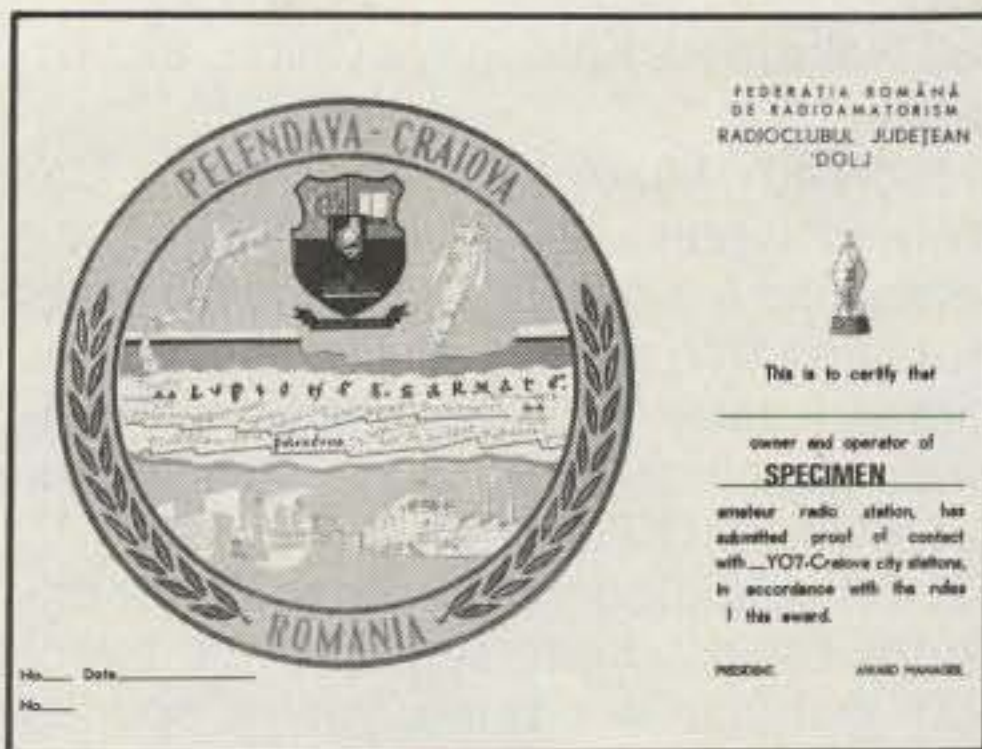 PELENDAVA - CRAIOVA
ROMANIA
No. Date
No.
FEDERAȚIA ROMÂNĂ
DE RADIOAMATORISM
RADIOCLUBUL JUDEȚEAN
DOLJ
This is to certify that
owner and operator of
SPECIMEN
amateur radio station, has
submitted proof of contact
with YO7-Craiova city stations,
in accordance with the rules
this award.
PRESIDENT. AWARD MANAGER.